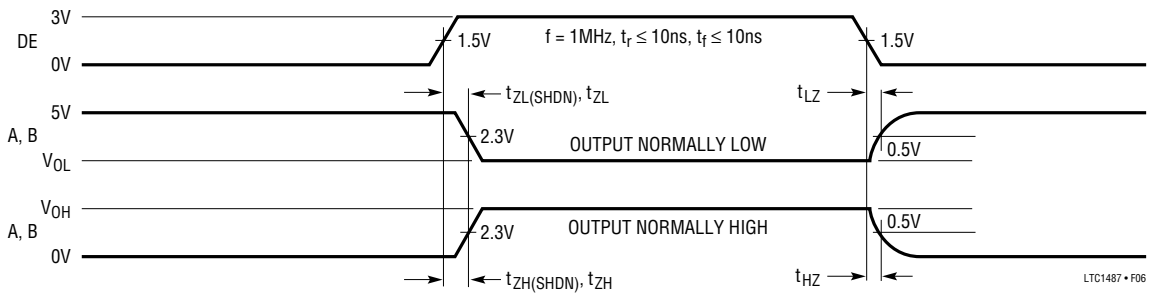 3V
DE
0V
1.5V
f = 1MHz, tr ≤ 10ns, tf ≤ 10ns
1.5V
tZL(SHDN), tZL
tLZ
5V
A, B
VOL
2.3V
OUTPUT NORMALLY LOW
0.5V
VOH
A, B
0V
2.3V
OUTPUT NORMALLY HIGH
0.5V
tZH(SHDN), tZH
tHZ
LTC1487 • F06